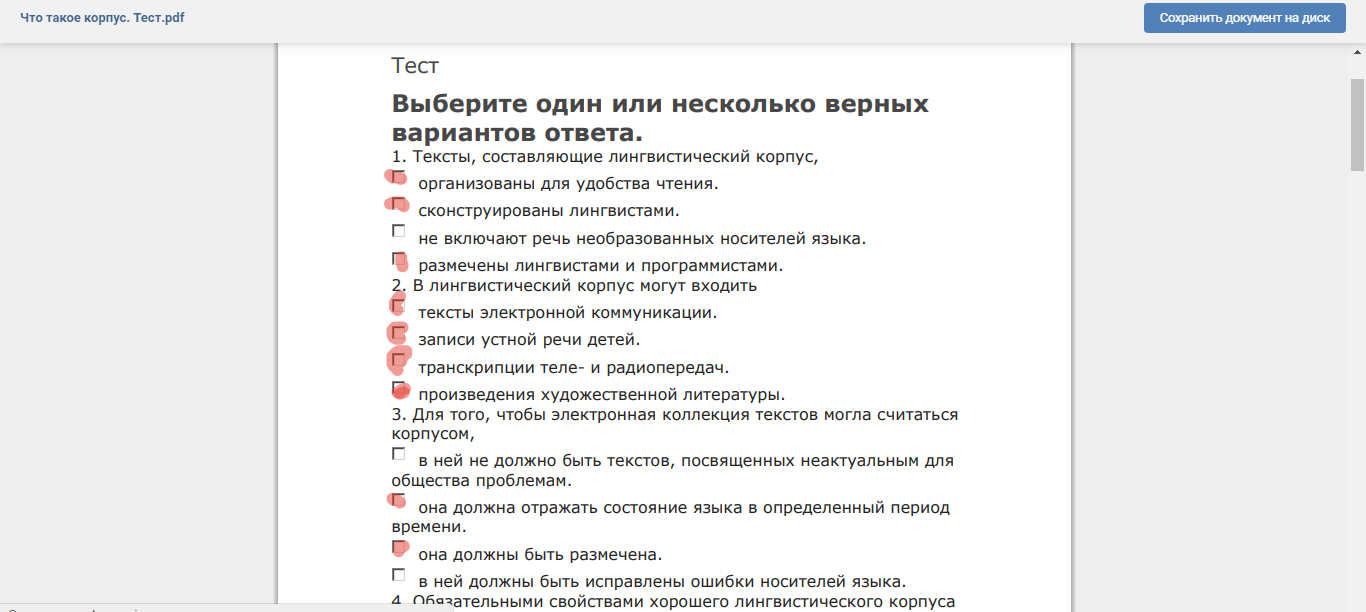 Что такое корпус. Тест.pdf
Сохранить документ на диск
Тест
Выберите один или несколько верных
вариантов ответа.
1. Тексты, составляющие лингвистический корпус,
организованы для удобства чтения.
сконструированы лингвистами.
не включают речь необразованных носителей языка.
размечены лингвистами и программистами.
2. В лингвистический корпус могут входить
тексты электронной коммуникации.
записи устной речи детей.
транскрипции теле- и радиопередач.
произведения художественной литературы.
3. Для того, чтобы электронная коллекция текстов могла считаться
корпусом,
в ней не должно быть текстов, посвященных неактуальным для
общества проблемам.
она должна отражать состояние языка в определенный период
времени.
она должны быть размечена.
в ней должны быть исправлены ошибки носителей языка.
4. Обязательными свойствами хорошего лингвистического корпуса